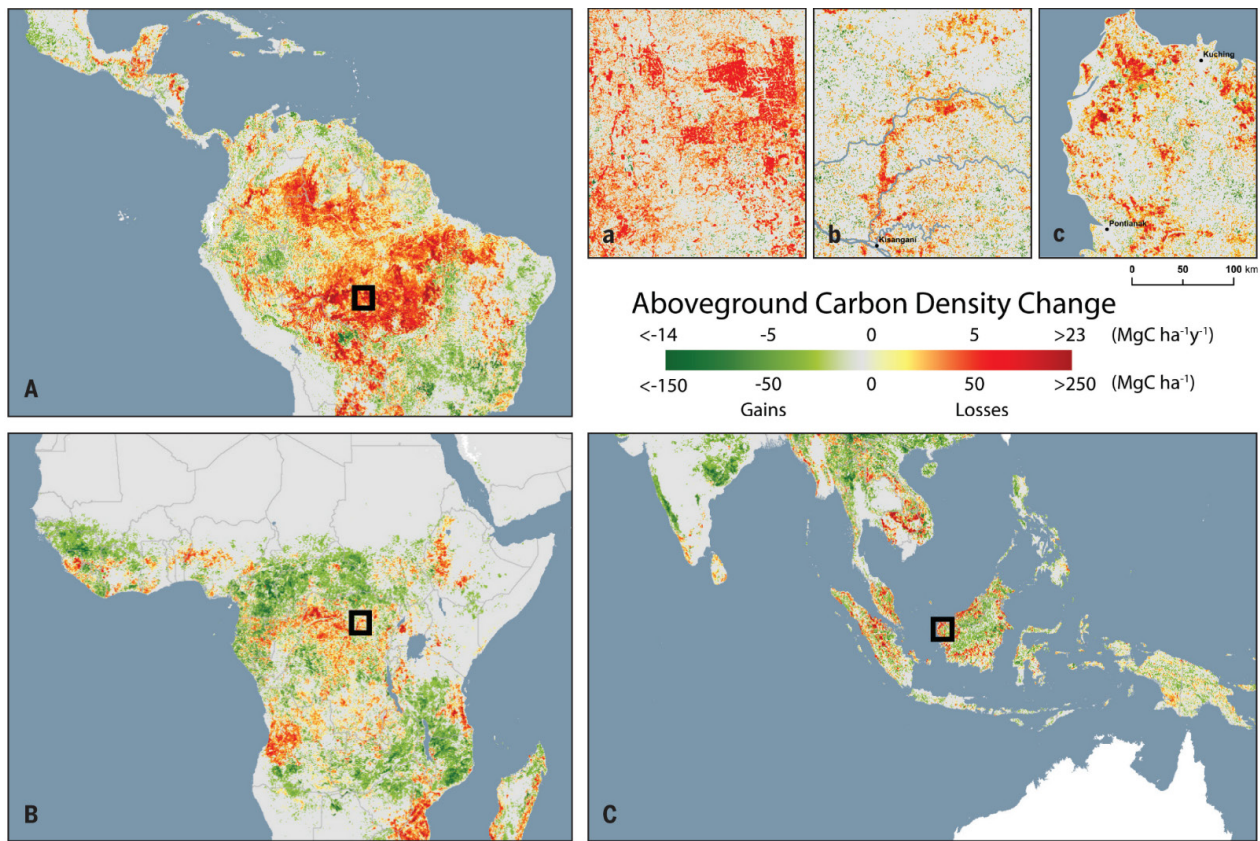 A
a
b
Kisangani
c
Kuching
Pontianak
0 50 100 km
Aboveground Carbon Density Change
<-14 -5 0 5 >23 (MgC ha⁻¹y⁻¹)
<-150 -50 0 50 >250 (MgC ha⁻¹)
Gains Losses
B
C